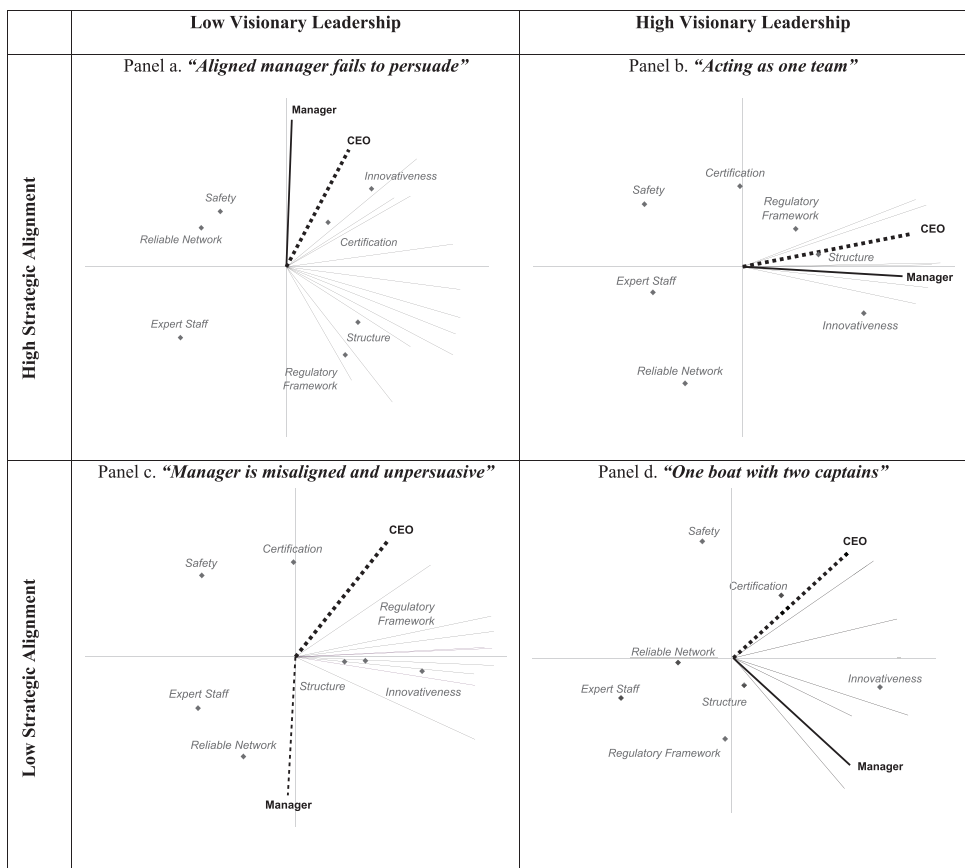 Low Visionary Leadership
High Visionary Leadership
High Strategic Alignment
Panel a. “Aligned manager fails to persuade”
Manager
CEO
Innovativeness
Safety
Reliable Network
Certification
Expert Staff
Structure
Regulatory
Framework
Panel b. “Acting as one team”
Certification
Safety
Regulatory
Framework
CEO
Structure
Manager
Expert Staff
Innovativeness
Reliable Network
Low Strategic Alignment
Panel c. “Manager is misaligned and unpersuasive”
CEO
Certification
Safety
Regulatory
Framework
Structure
Innovativeness
Expert Staff
Reliable Network
Manager
Panel d. “One boat with two captains”
Safety
CEO
Certification
Reliable Network
Innovativeness
Expert Staff
Structure
Regulatory Framework
Manager